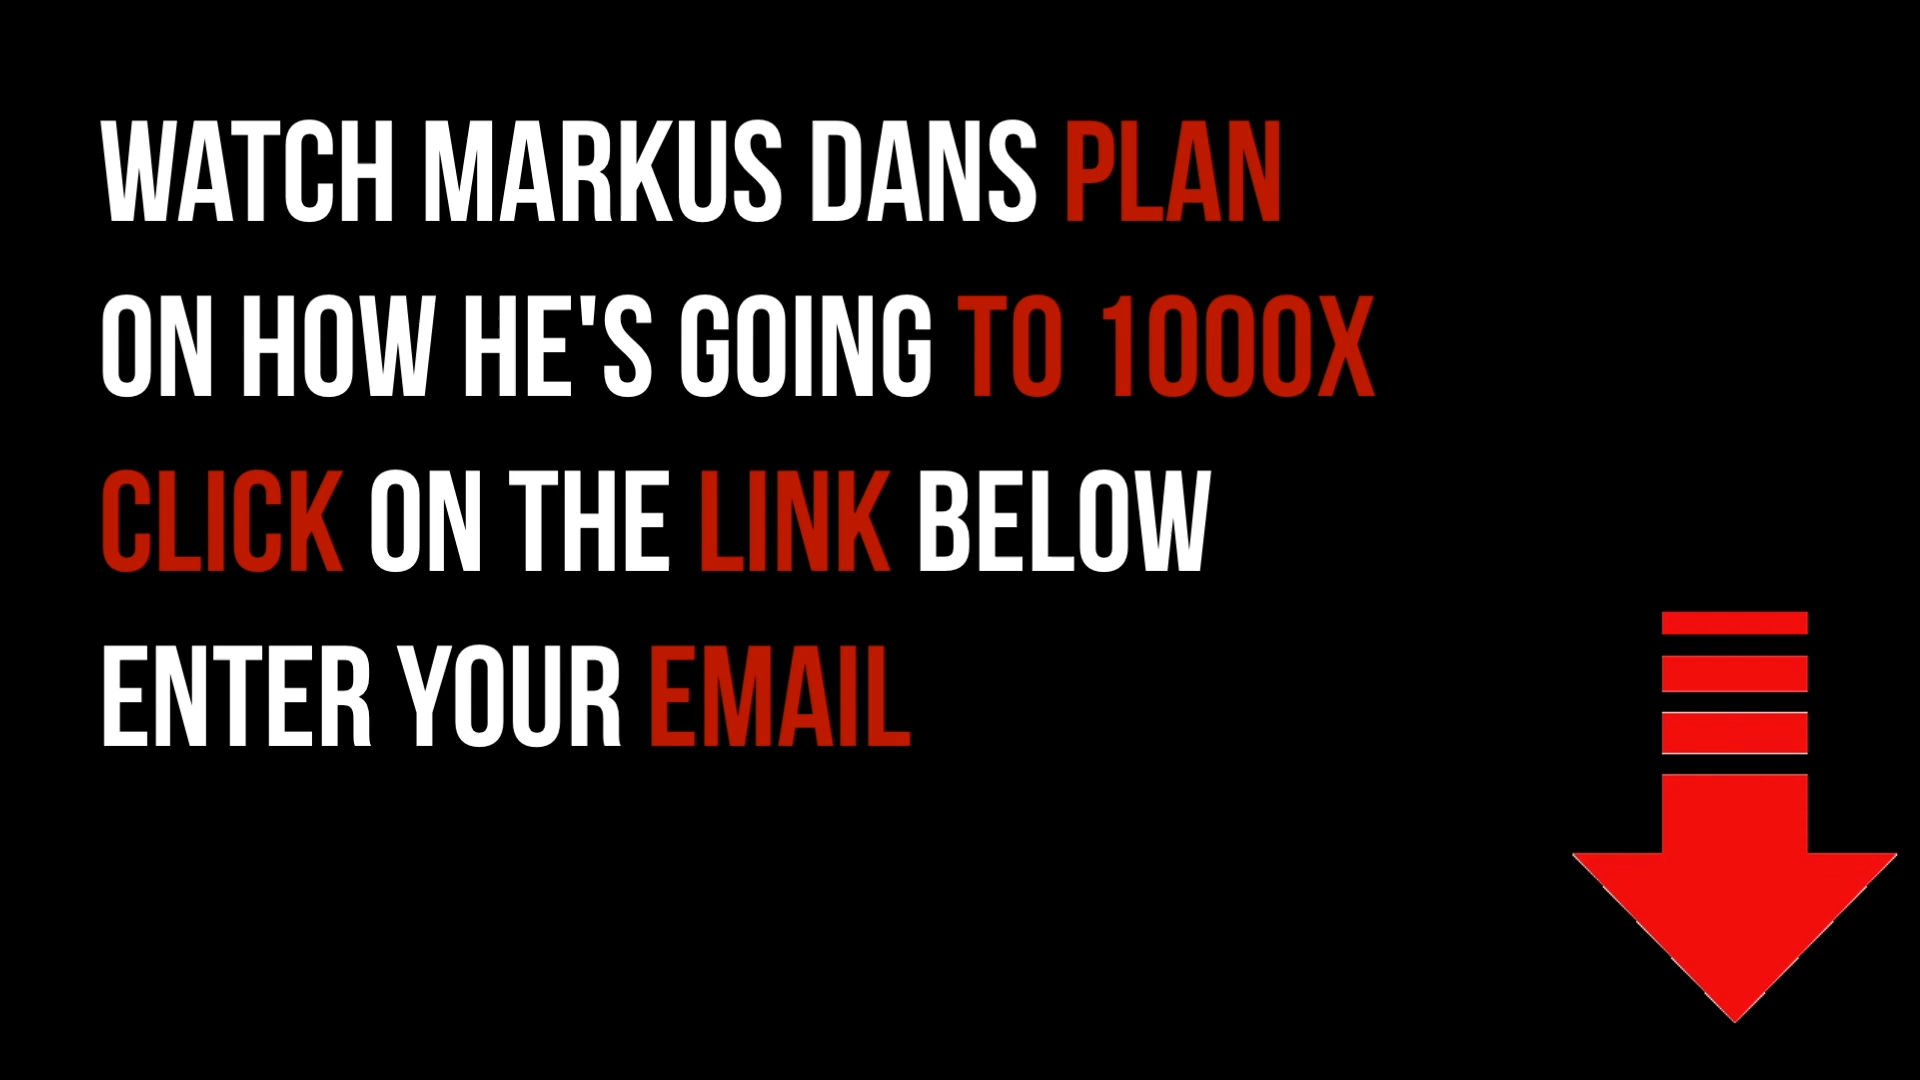 WATCH MARKUS DANS PLAN
ON HOW HE'S GOING TO 1000X
CLICK ON THE LINK BELOW
ENTER YOUR EMAIL